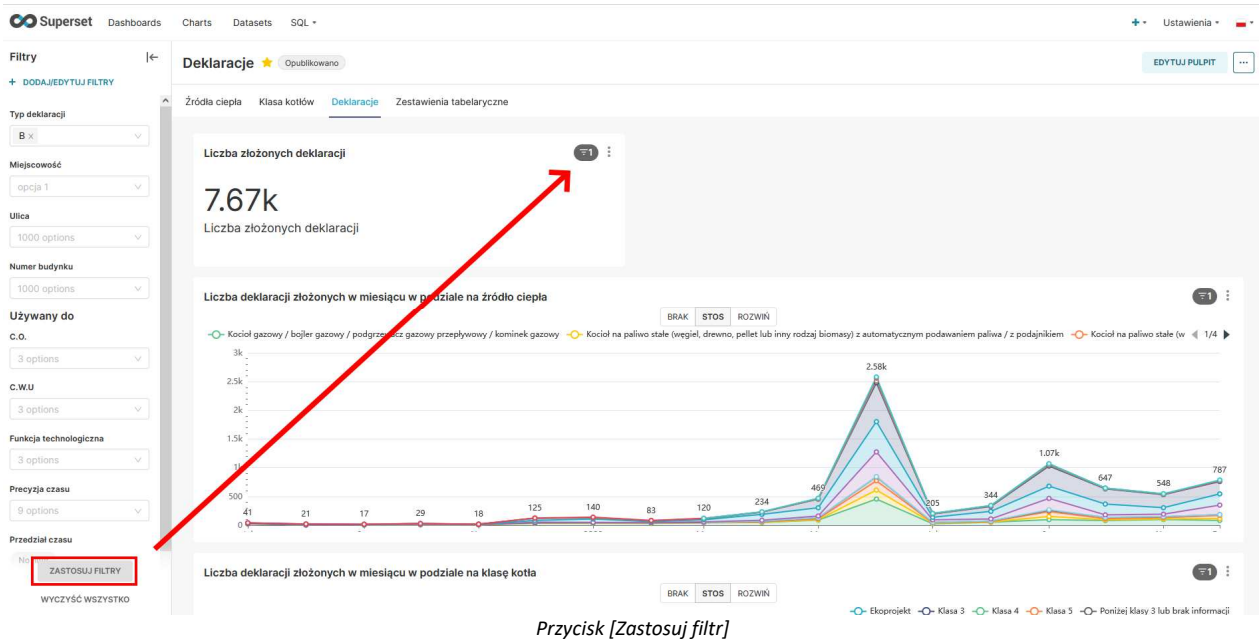 Superset Dashboards Charts Datasets SQL Ustawienia
Filtry
+ DODAJ/EDYTUJ FILTRY
Typ deklaracji
B ×
Miejscowość
opcja 1
Ulica
1000 options
Numer budynku
1000 options
Używany do
C.O.
3 options
C.W.U
3 options
Funkcja technologiczna
3 options
Precyzja czasu
9 options
Przedział czasu
ZASTOSUJ FILTRY
WYCZYŚĆ WSZYSTKO
Deklaracje Opublikowano EDYTUJ PULPIT ...
Źródła ciepła Klasa kotłów Deklaracje Zestawienia tabelaryczne
Liczba złożonych deklaracji 1
7.67k
Liczba złożonych deklaracji
Liczba deklaracji złożonych w miesiącu w podziale na źródło ciepła 1
BRAK STOS ROZWIŃ
Kocioł gazowy / bojler gazowy / podgrzewacz gazowy przepływowy / kominek gazowy Kocioł na paliwo stałe (węgiel, drewno, pellet lub inny rodzaj biomasy) z automatycznym podawaniem paliwa / z podajnikiem Kocioł na paliwo stałe (w 1/4
3k
2.58k
2.5k
2k
1.5k
1.07k
500
0
41 21 17 29 18 125 140 83 120 234 469 205 344 647 548 787
Liczba deklaracji złożonych w miesiącu w podziale na klasę kotła 1
BRAK STOS ROZWIŃ
Ekoprojekt Klasa 3 Klasa 4 Klasa 5 Poniżej klasy 3 lub brak informacji
Przycisk [Zastosuj filtr]